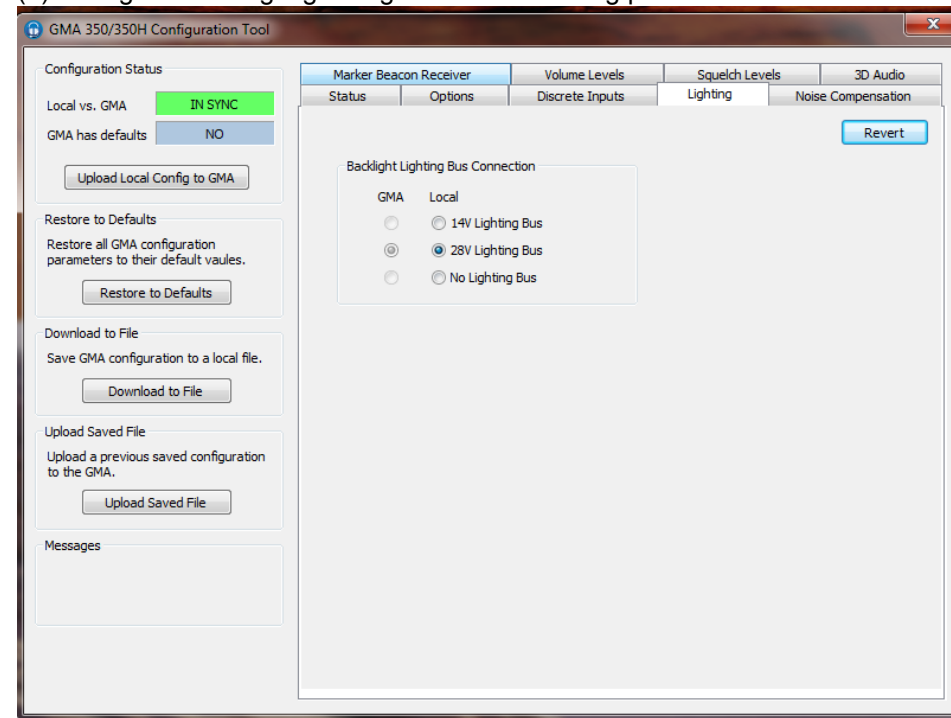 GMA 350/350H Configuration Tool
Configuration Status
Local vs. GMA IN SYNC
GMA has defaults NO
Upload Local Config to GMA
Restore to Defaults
Restore all GMA configuration
parameters to their default vaules.
Restore to Defaults
Download to File
Save GMA configuration to a local file.
Download to File
Upload Saved File
Upload a previous saved configuration
to the GMA.
Upload Saved File
Messages
Marker Beacon Receiver Volume Levels Squelch Levels 3D Audio
Status Options Discrete Inputs Lighting Noise Compensation
Revert
Backlight Lighting Bus Connection
GMA Local
14V Lighting Bus
28V Lighting Bus
No Lighting Bus